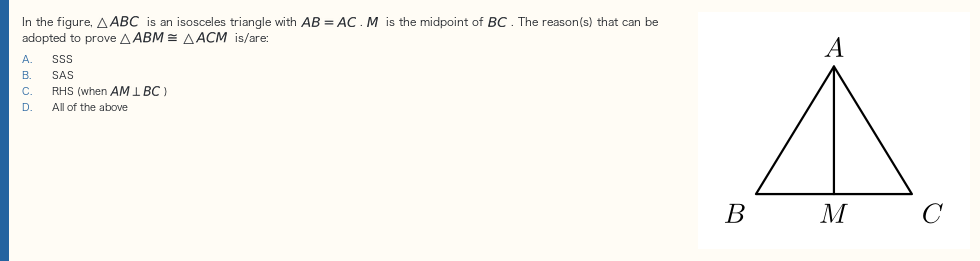 In the figure, △ABC is an isosceles triangle with AB = AC . M is the midpoint of BC . The reason(s) that can be
adopted to prove △ABM ≅ △ACM is/are:
A. SSS
B. SAS
C. RHS (when AM ⊥ BC )
D. All of the above
A
B M C